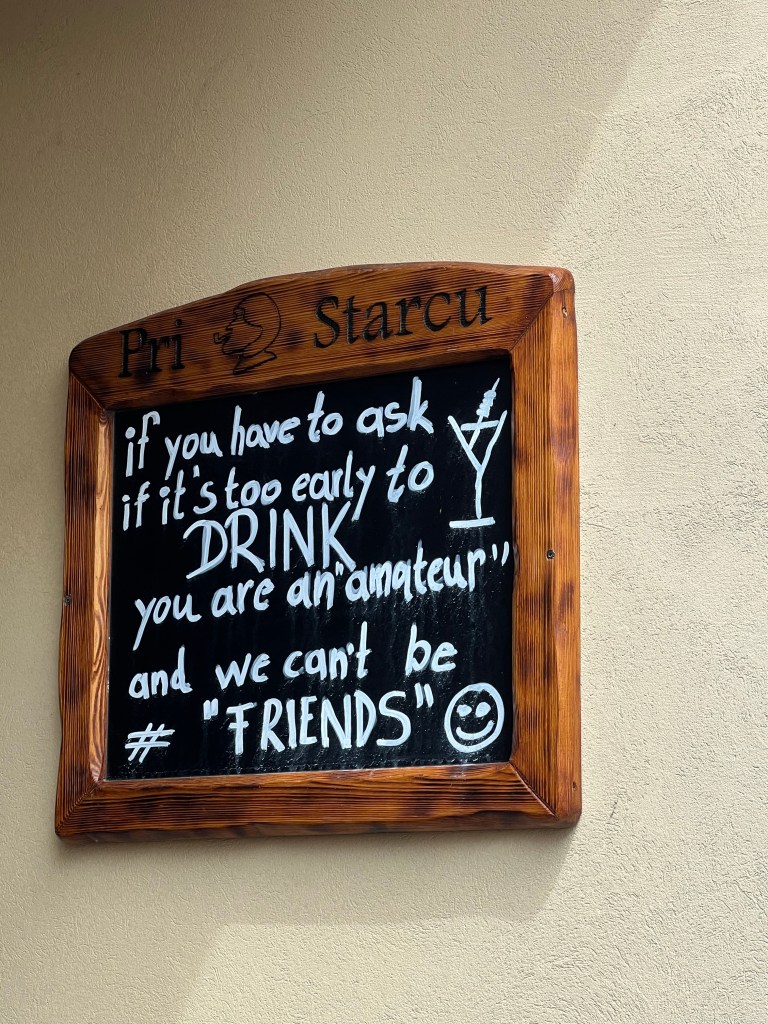 Pri Starcu
if you have to ask
if it's too early to
DRINK
you are an "amateur"
and we can't be
# "FRIENDS"